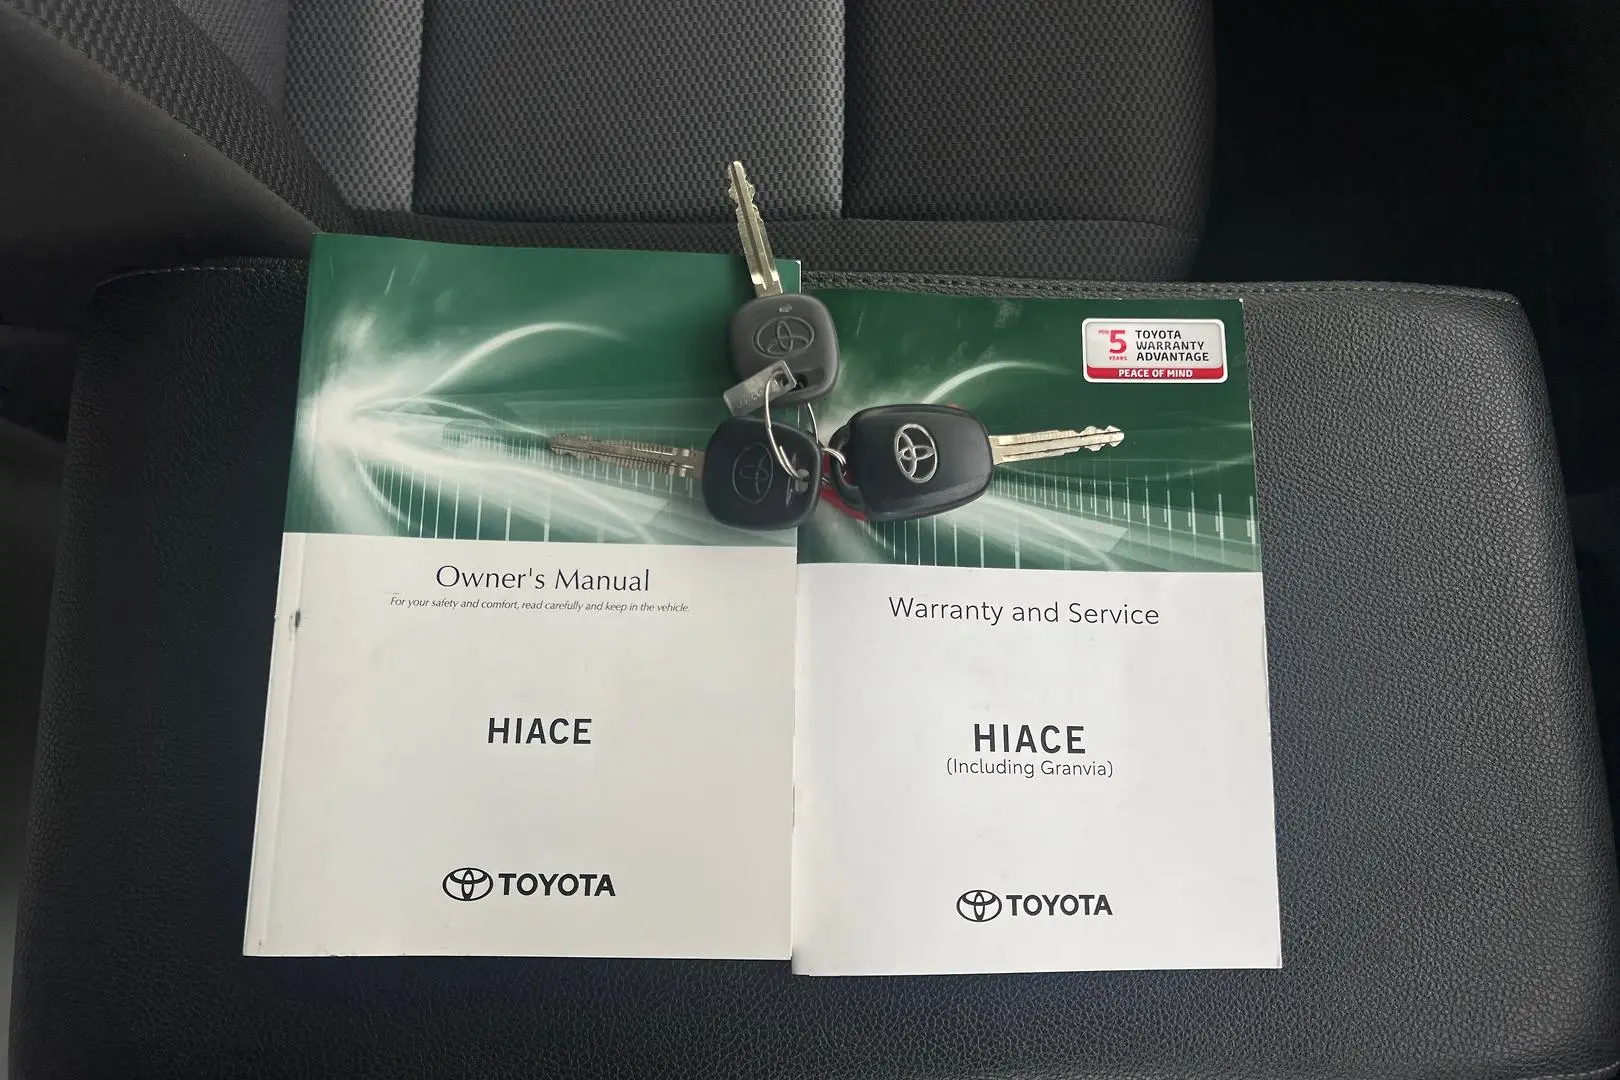 Owner's Manual
For your safety and comfort, read carefully and keep in the vehicle.
HIACE
TOYOTA
MIN 5 YEARS
TOYOTA
WARRANTY
ADVANTAGE
PEACE OF MIND
Warranty and Service
HIACE
(Including Granvia)
TOYOTA